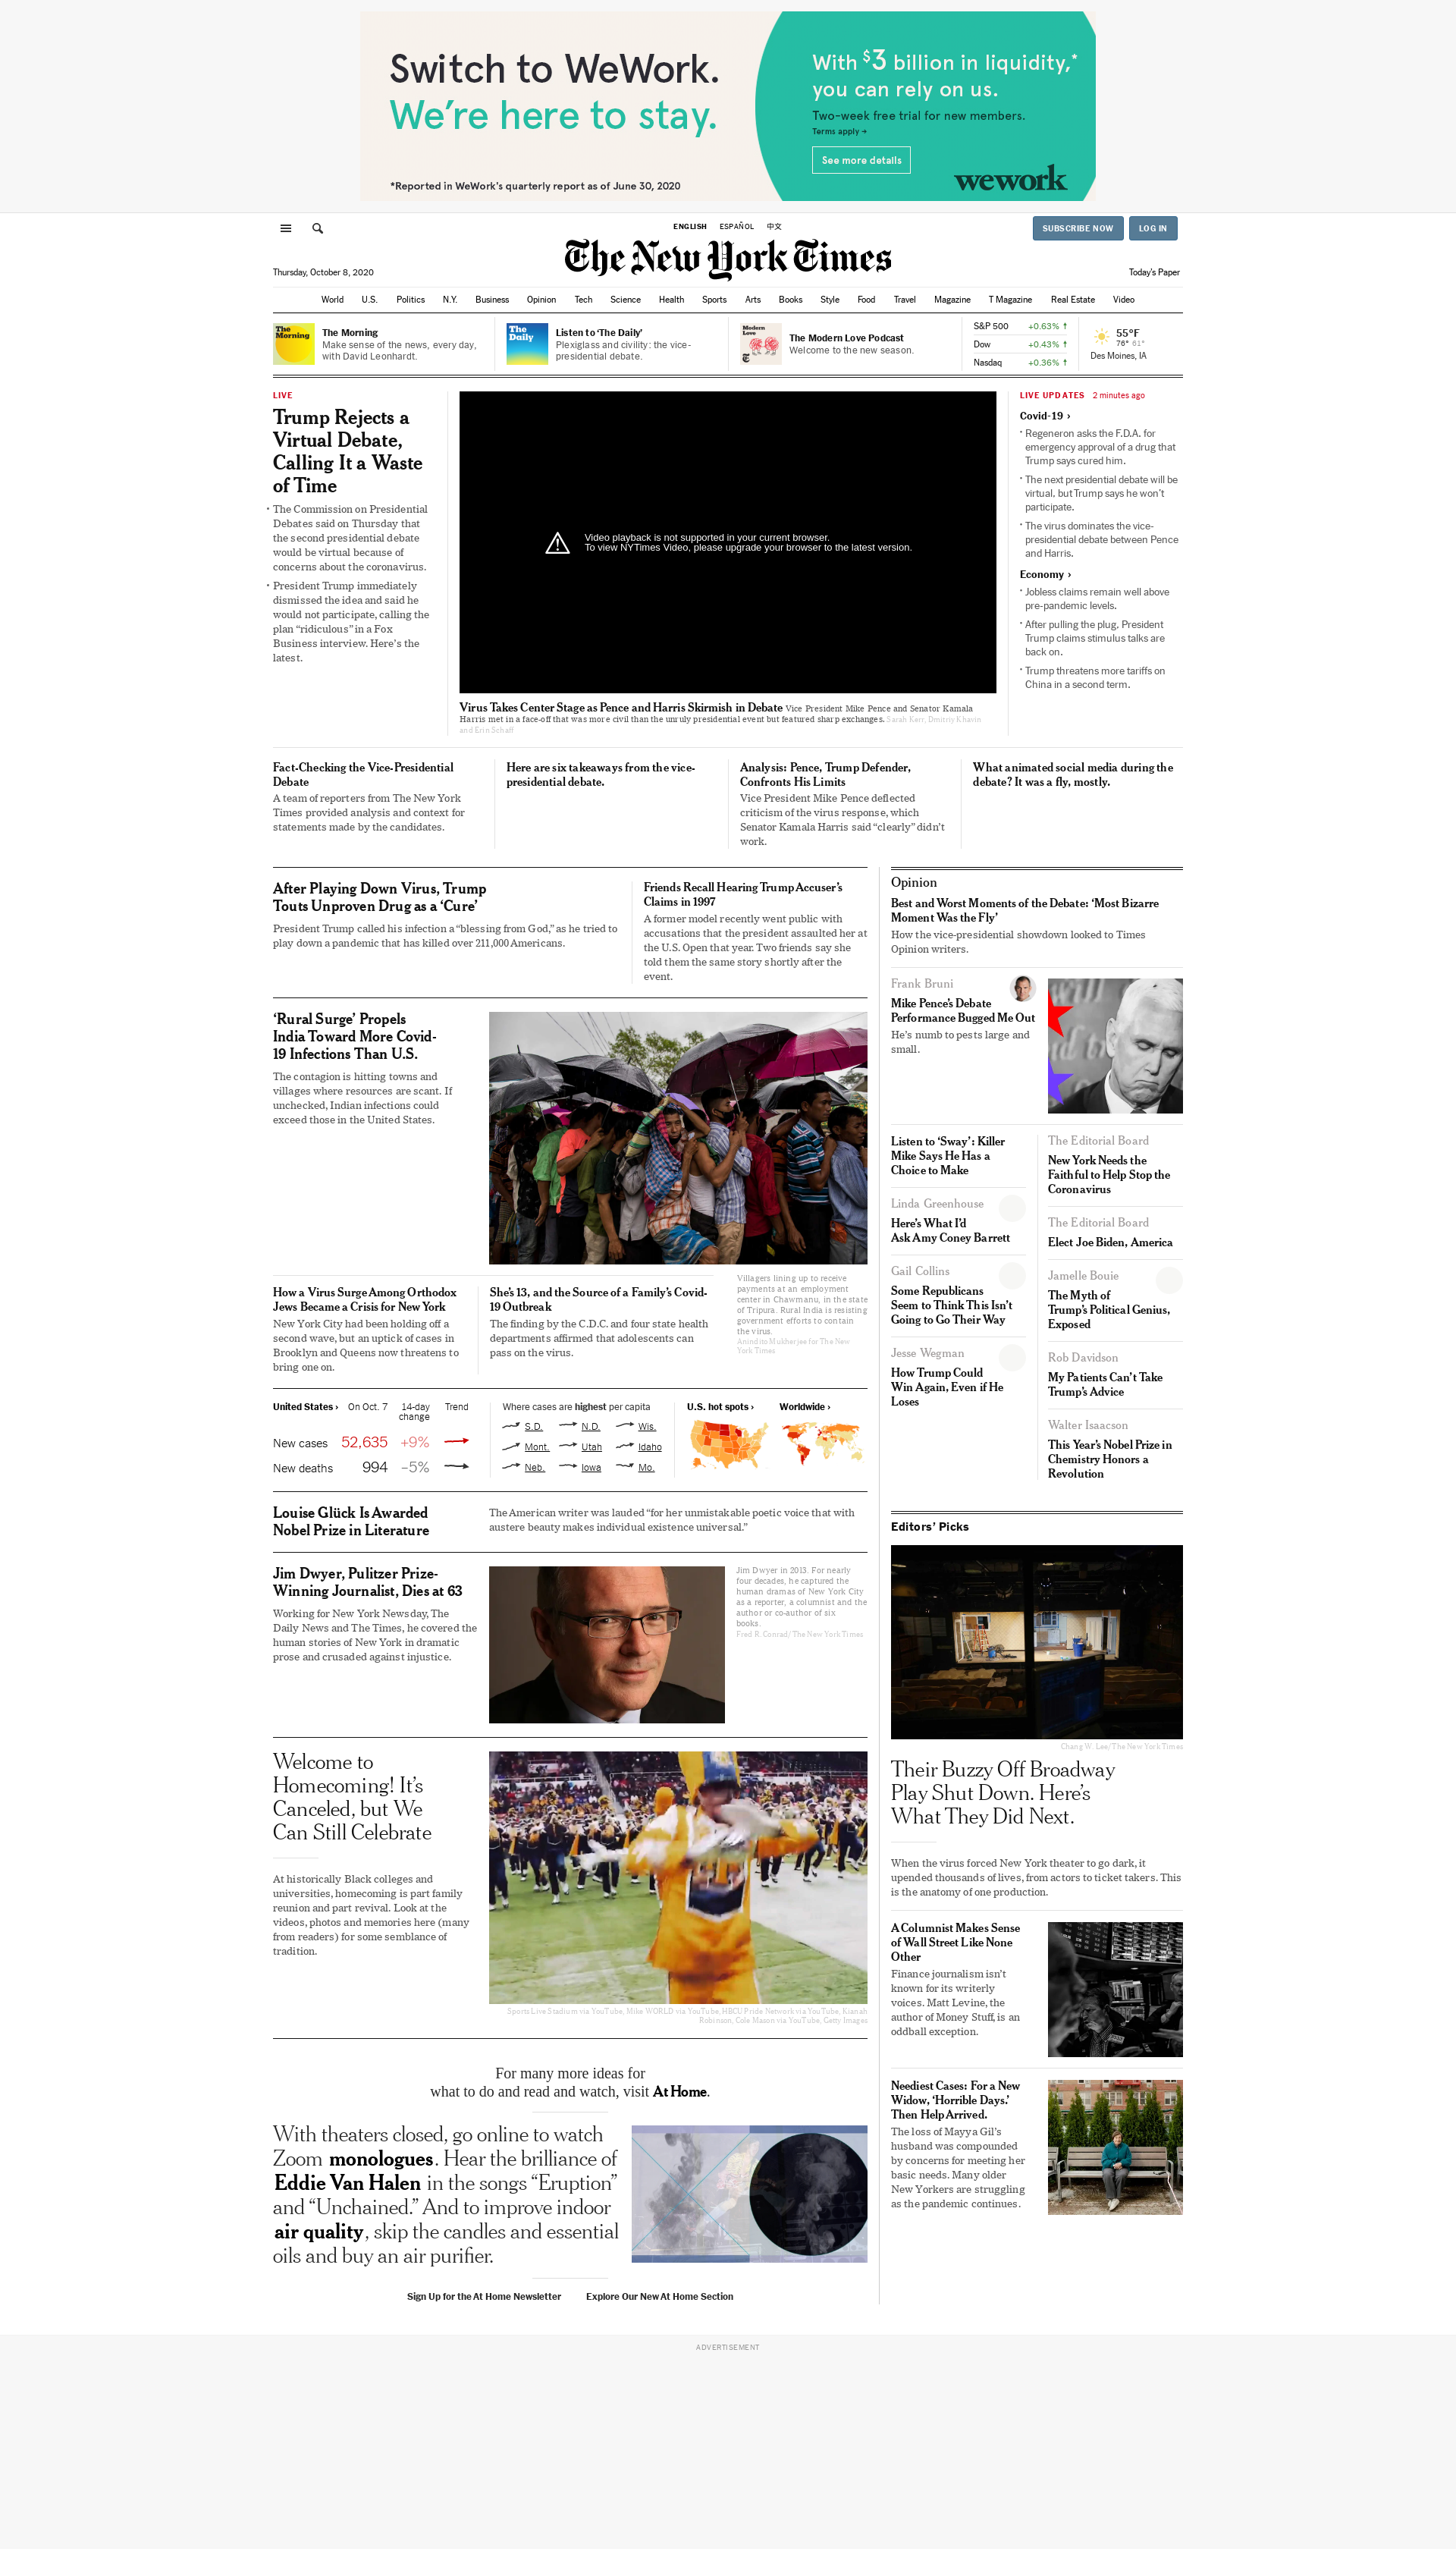 Switch to WeWork.
We're here to stay.
*Reported in WeWork's quarterly report as of June 30, 2020
With $3 billion in liquidity,*
you can rely on us.
Two-week free trial for new members.
Terms apply →
See more details
wework
ENGLISH ESPAÑOL 中文
SUBSCRIBE NOW LOG IN
The New York Times
Thursday, October 8, 2020
Today's Paper
World U.S. Politics N.Y. Business Opinion Tech Science Health Sports Arts Books Style Food Travel Magazine T Magazine Real Estate Video
The Morning
The Morning
Make sense of the news, every day,
with David Leonhardt.
The Daily
Listen to ‘The Daily’
Plexiglass and civility: the vice-
presidential debate.
Modern Love
The Modern Love Podcast
Welcome to the new season.
S&P 500 +0.63% ↑
Dow +0.43% ↑
Nasdaq +0.36% ↑
55°F
76° 61°
Des Moines, IA
LIVE
Trump Rejects a
Virtual Debate,
Calling It a Waste
of Time
• The Commission on Presidential
Debates said on Thursday that
the second presidential debate
would be virtual because of
concerns about the coronavirus.
• President Trump immediately
dismissed the idea and said he
would not participate, calling the
plan “ridiculous” in a Fox
Business interview. Here’s the
latest.
Video playback is not supported in your current browser.
To view NYTimes Video, please upgrade your browser to the latest version.
Virus Takes Center Stage as Pence and Harris Skirmish in Debate Vice President Mike Pence and Senator Kamala
Harris met in a face-off that was more civil than the unruly presidential event but featured sharp exchanges. Sarah Kerr, Dmitriy Khavin
and Erin Schaff
LIVE UPDATES 2 minutes ago
Covid-19 ›
• Regeneron asks the F.D.A. for
emergency approval of a drug that
Trump says cured him.
• The next presidential debate will be
virtual, but Trump says he won’t
participate.
• The virus dominates the vice-
presidential debate between Pence
and Harris.
Economy ›
• Jobless claims remain well above
pre-pandemic levels.
• After pulling the plug, President
Trump claims stimulus talks are
back on.
• Trump threatens more tariffs on
China in a second term.
Fact-Checking the Vice-Presidential
Debate
A team of reporters from The New York
Times provided analysis and context for
statements made by the candidates.
Here are six takeaways from the vice-
presidential debate.
Analysis: Pence, Trump Defender,
Confronts His Limits
Vice President Mike Pence deflected
criticism of the virus response, which
Senator Kamala Harris said “clearly” didn’t
work.
What animated social media during the
debate? It was a fly, mostly.
After Playing Down Virus, Trump
Touts Unproven Drug as a ‘Cure’
President Trump called his infection a “blessing from God,” as he tried to
play down a pandemic that has killed over 211,000 Americans.
Friends Recall Hearing Trump Accuser’s
Claims in 1997
A former model recently went public with
accusations that the president assaulted her at
the U.S. Open that year. Two friends say she
told them the same story shortly after the
event.
‘Rural Surge’ Propels
India Toward More Covid-
19 Infections Than U.S.
The contagion is hitting towns and
villages where resources are scant. If
unchecked, Indian infections could
exceed those in the United States.
Villagers lining up to receive
payments at an employment
center in Chawmanu, in the state
of Tripura. Rural India is resisting
government efforts to contain
the virus.
Anindito Mukherjee for The New
York Times
How a Virus Surge Among Orthodox
Jews Became a Crisis for New York
New York City had been holding off a
second wave, but an uptick of cases in
Brooklyn and Queens now threatens to
bring one on.
She’s 13, and the Source of a Family’s Covid-
19 Outbreak
The finding by the C.D.C. and four state health
departments affirmed that adolescents can
pass on the virus.
United States › On Oct. 7 14-day
change Trend
New cases 52,635 +9%
New deaths 994 –5%
Where cases are highest per capita
S.D. N.D. Wis.
Mont. Utah Idaho
Neb. Iowa Mo.
U.S. hot spots › Worldwide ›
Louise Glück Is Awarded
Nobel Prize in Literature
The American writer was lauded “for her unmistakable poetic voice that with
austere beauty makes individual existence universal.”
Jim Dwyer, Pulitzer Prize-
Winning Journalist, Dies at 63
Working for New York Newsday, The
Daily News and The Times, he covered the
human stories of New York in dramatic
prose and crusaded against injustice.
Jim Dwyer in 2013. For nearly
four decades, he captured the
human dramas of New York City
as a reporter, a columnist and the
author or co-author of six
books.
Fred R. Conrad/The New York Times
Welcome to
Homecoming! It’s
Canceled, but We
Can Still Celebrate
At historically Black colleges and
universities, homecoming is part family
reunion and part revival. Look at the
videos, photos and memories here (many
from readers) for some semblance of
tradition.
Sports Live Stadium via YouTube, Mike WORLD via YouTube, HBCU Pride Network via YouTube, Kianah
Robinson, Cole Mason via YouTube, Getty Images
For many more ideas for
what to do and read and watch, visit At Home.
With theaters closed, go online to watch
Zoom monologues. Hear the brilliance of
Eddie Van Halen in the songs “Eruption”
and “Unchained.” And to improve indoor
air quality, skip the candles and essential
oils and buy an air purifier.
Sign Up for the At Home Newsletter Explore Our New At Home Section
Opinion
Best and Worst Moments of the Debate: ‘Most Bizarre
Moment Was the Fly’
How the vice-presidential showdown looked to Times
Opinion writers.
Frank Bruni
Mike Pence’s Debate
Performance Bugged Me Out
He’s numb to pests large and
small.
Listen to ‘Sway’: Killer
Mike Says He Has a
Choice to Make
Linda Greenhouse
Here’s What I’d
Ask Amy Coney Barrett
Gail Collins
Some Republicans
Seem to Think This Isn’t
Going to Go Their Way
Jesse Wegman
How Trump Could
Win Again, Even if He
Loses
The Editorial Board
New York Needs the
Faithful to Help Stop the
Coronavirus
The Editorial Board
Elect Joe Biden, America
Jamelle Bouie
The Myth of
Trump’s Political Genius,
Exposed
Rob Davidson
My Patients Can’t Take
Trump’s Advice
Walter Isaacson
This Year’s Nobel Prize in
Chemistry Honors a
Revolution
Editors’ Picks
Chang W. Lee/The New York Times
Their Buzzy Off Broadway
Play Shut Down. Here’s
What They Did Next.
When the virus forced New York theater to go dark, it
upended thousands of lives, from actors to ticket takers. This
is the anatomy of one production.
A Columnist Makes Sense
of Wall Street Like None
Other
Finance journalism isn’t
known for its writerly
voices. Matt Levine, the
author of Money Stuff, is an
oddball exception.
Neediest Cases: For a New
Widow, ‘Horrible Days.’
Then Help Arrived.
The loss of Mayya Gil’s
husband was compounded
by concerns for meeting her
basic needs. Many older
New Yorkers are struggling
as the pandemic continues.
ADVERTISEMENT